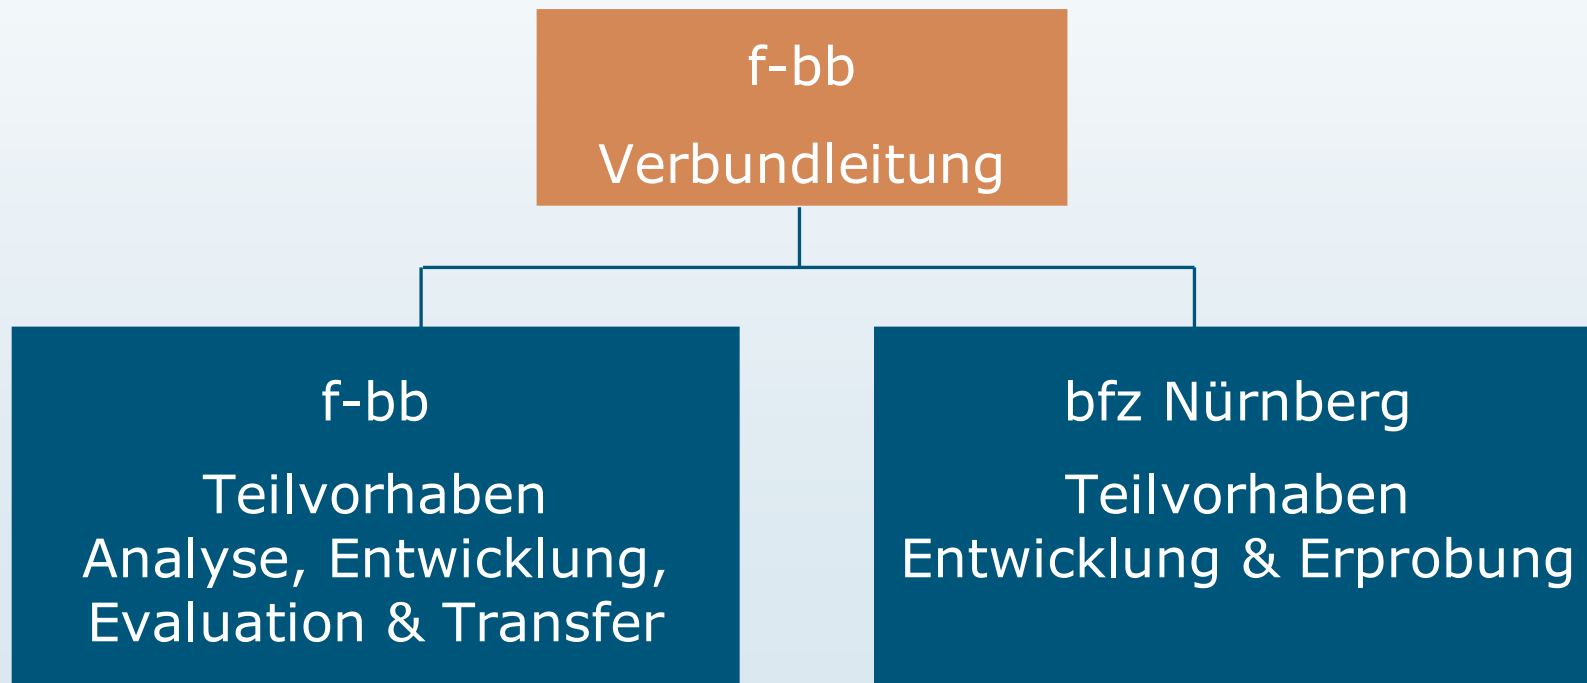 f-bb
Verbundleitung
f-bb
Teilvorhaben
Analyse, Entwicklung,
Evaluation & Transfer
bfz Nürnberg
Teilvorhaben
Entwicklung & Erprobung